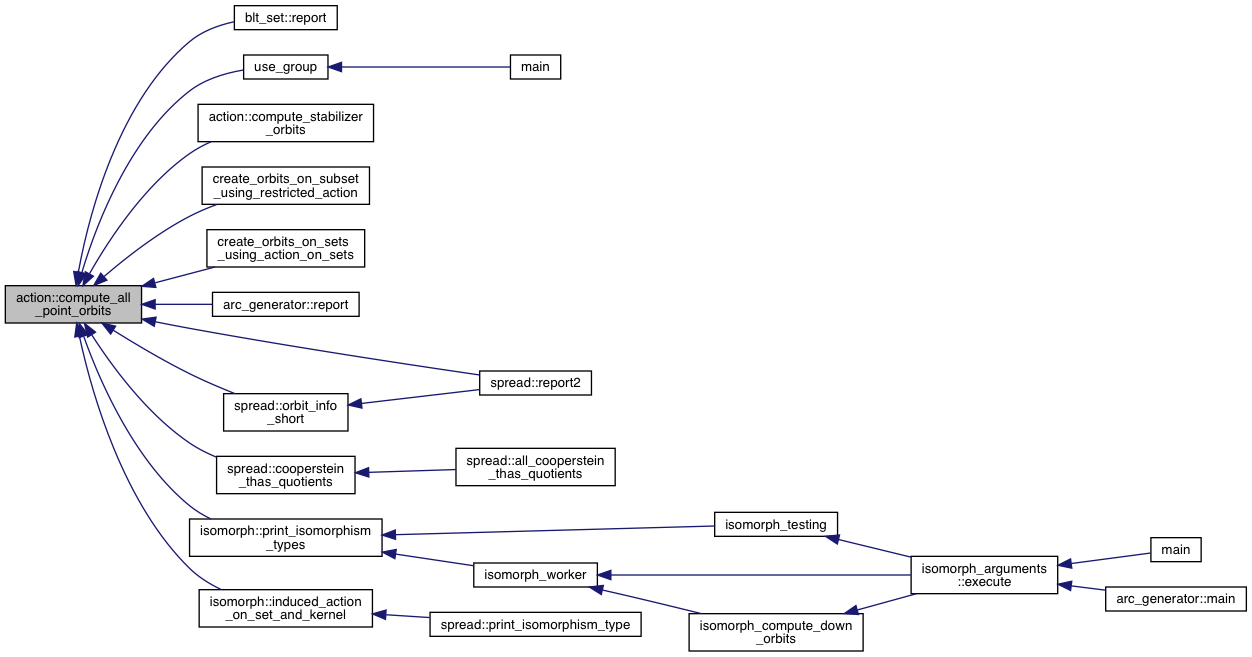 blt_set::report
use_group
main
action::compute_stabilizer
_orbits
create_orbits_on_subset
_using_restricted_action
create_orbits_on_sets
_using_action_on_sets
action::compute_all
_point_orbits
arc_generator::report
spread::report2
spread::orbit_info
_short
spread::cooperstein
_thas_quotients
spread::all_cooperstein
_thas_quotients
isomorph::print_isomorphism
_types
isomorph_testing
isomorph_worker
isomorph_arguments
::execute
main
arc_generator::main
isomorph::induced_action
_on_set_and_kernel
spread::print_isomorphism_type
isomorph_compute_down
_orbits